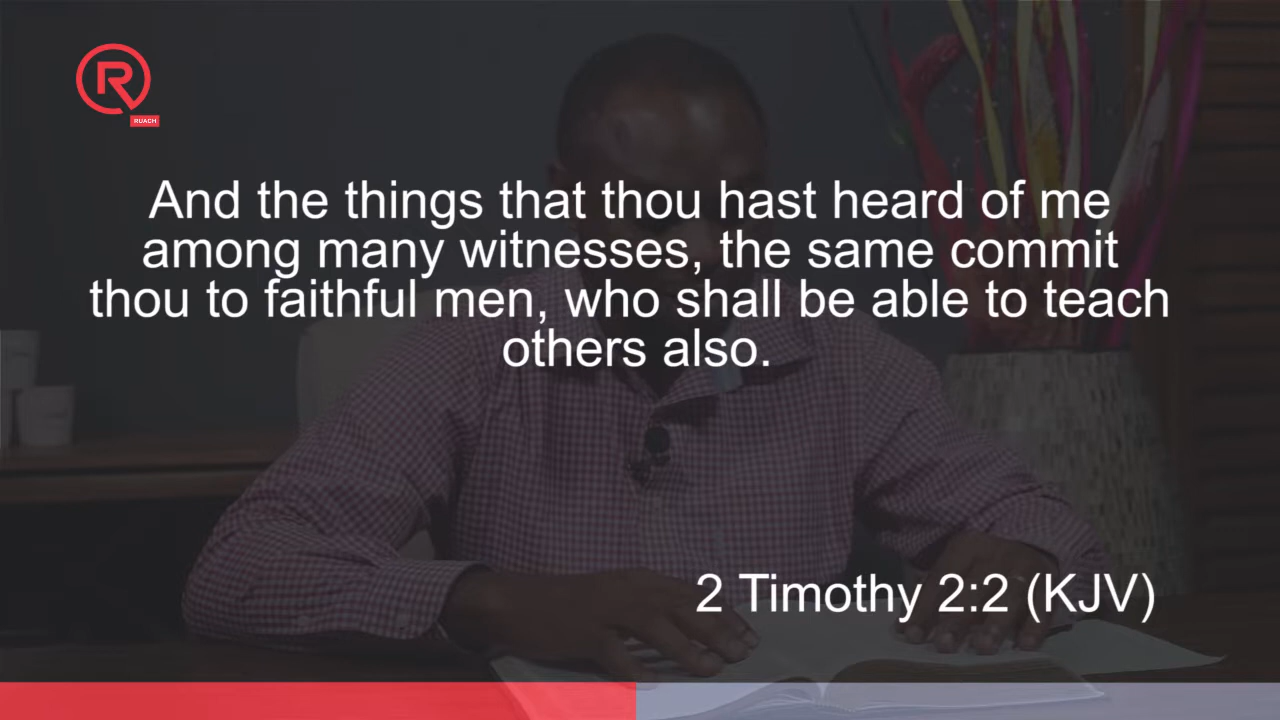 R
RUACH
And the things that thou hast heard of me
among many witnesses, the same commit
thou to faithful men, who shall be able to teach
others also.
2 Timothy 2:2 (KJV)